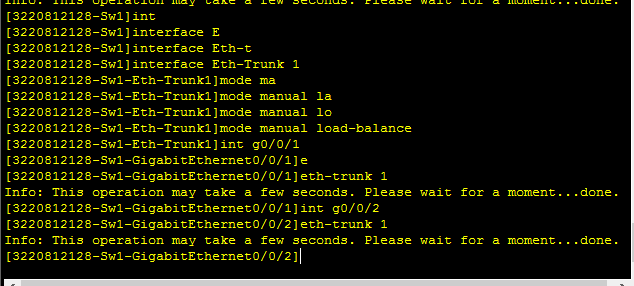 Info: This operation may take a few seconds. Please wait for a moment...done.
[3220812128-Sw1]int
[3220812128-Sw1]interface E
[3220812128-Sw1]interface Eth-t
[3220812128-Sw1]interface Eth-Trunk 1
[3220812128-Sw1-Eth-Trunk1]mode ma
[3220812128-Sw1-Eth-Trunk1]mode manual la
[3220812128-Sw1-Eth-Trunk1]mode manual lo
[3220812128-Sw1-Eth-Trunk1]mode manual load-balance
[3220812128-Sw1-Eth-Trunk1]int g0/0/1
[3220812128-Sw1-GigabitEthernet0/0/1]e
[3220812128-Sw1-GigabitEthernet0/0/1]eth-trunk 1
Info: This operation may take a few seconds. Please wait for a moment...done.
[3220812128-Sw1-GigabitEthernet0/0/1]int g0/0/2
[3220812128-Sw1-GigabitEthernet0/0/2]eth-trunk 1
Info: This operation may take a few seconds. Please wait for a moment...done.
[3220812128-Sw1-GigabitEthernet0/0/2]